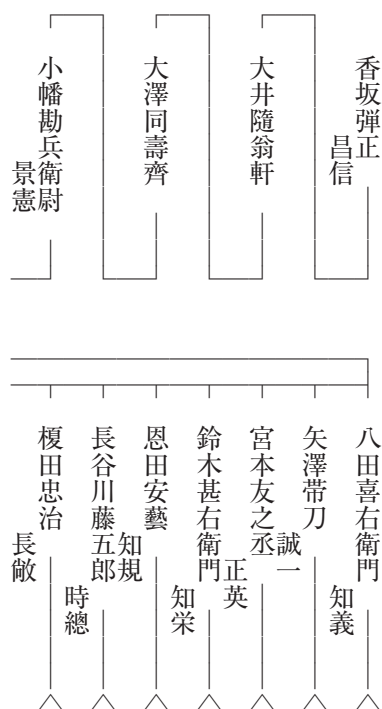 香坂弾正
昌信
大井隨翁軒
大澤同壽齊
小幡勘兵衛尉
景憲
八田喜右衛門
知義
矢澤帯刀
誠一
宮本友之丞
正英
鈴木甚右衛門
知栄
恩田安藝
知規
長谷川藤五郎
時總
榎田忠治
長敞